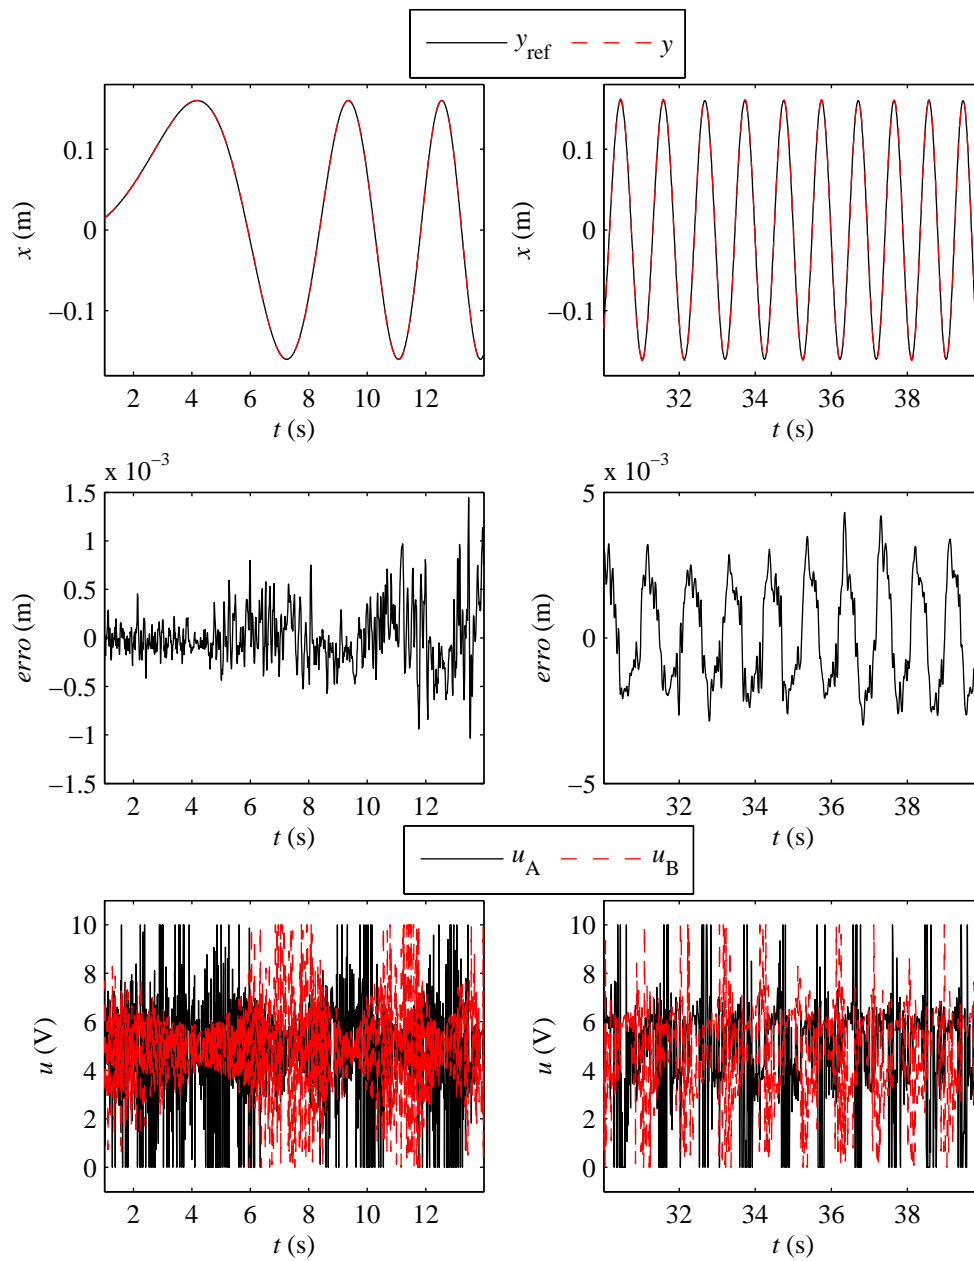 y_ref y
0.1
0
−0.1
2 4 6 8 10 12
t (s)
x (m)
0.1
0
−0.1
32 34 36 38
t (s)
x (m)
x 10^−3
1.5
1
0.5
0
−0.5
−1
−1.5
2 4 6 8 10 12
t (s)
erro (m)
x 10^−3
5
0
−5
32 34 36 38
t (s)
erro (m)
u_A u_B
10
8
6
4
2
0
2 4 6 8 10 12
t (s)
u (V)
10
8
6
4
2
0
32 34 36 38
t (s)
u (V)